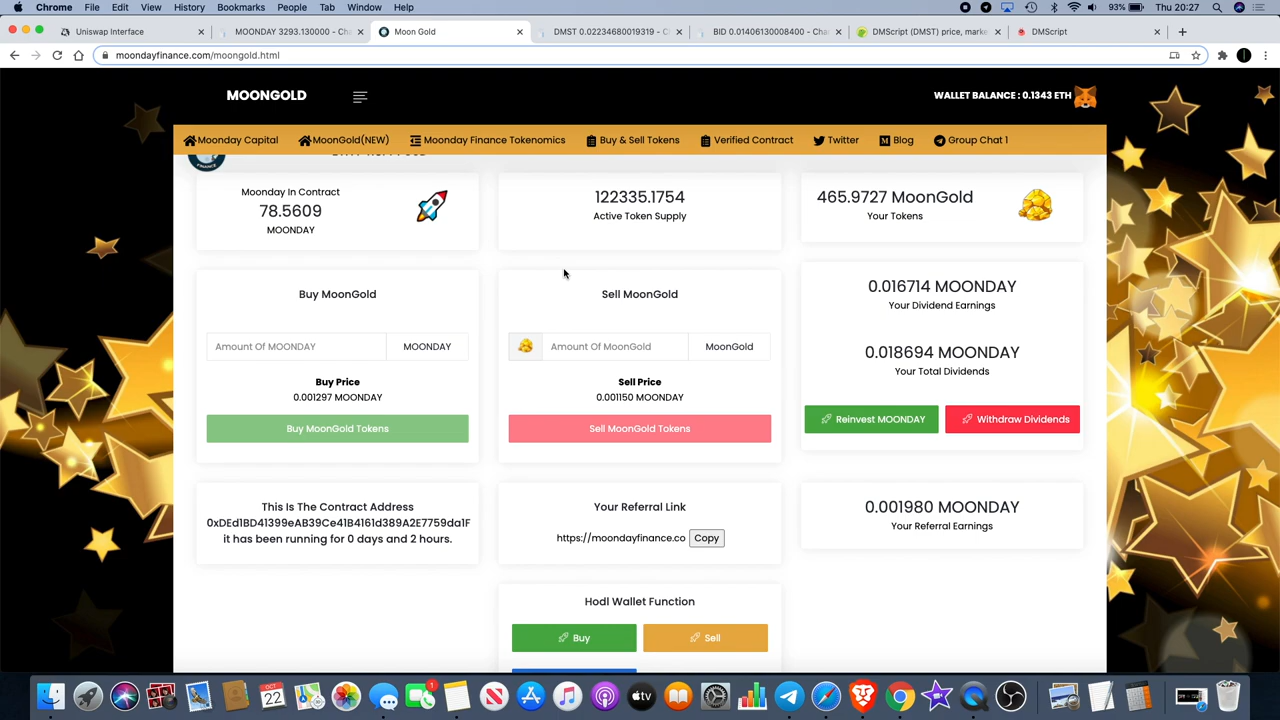 Chrome File Edit View History Bookmarks People Tab Window Help 93% Thu 20:27
Uniswap Interface
MOONDAY 3293.130000 - Cha
Moon Gold
DMST 0.02234680019319 - C
BID 0.01406130008400 - Chai
DMScript (DMST) price, marke
DMScript
moondayfinance.com/moongold.html
MOONGOLD
WALLET BALANCE : 0.1343 ETH
Moonday Capital
MoonGold(NEW)
Moonday Finance Tokenomics
Buy & Sell Tokens
Verified Contract
Twitter
Blog
Group Chat 1
FINANCE
Moonday In Contract
78.5609
MOONDAY
122335.1754
Active Token Supply
465.9727 MoonGold
Your Tokens
Buy MoonGold
Amount Of MOONDAY
MOONDAY
Buy Price
0.001297 MOONDAY
Buy MoonGold Tokens
Sell MoonGold
Amount Of MoonGold
MoonGold
Sell Price
0.001150 MOONDAY
Sell MoonGold Tokens
0.016714 MOONDAY
Your Dividend Earnings
0.018694 MOONDAY
Your Total Dividends
Reinvest MOONDAY
Withdraw Dividends
This Is The Contract Address
0xDEd1BD41399eAB39Ce41B4161d389A2E7759da1F
it has been running for 0 days and 2 hours.
Your Referral Link
https://moondayfinance.co
Copy
0.001980 MOONDAY
Your Referral Earnings
Hodl Wallet Function
Buy
Sell
OCT
22
1
tv